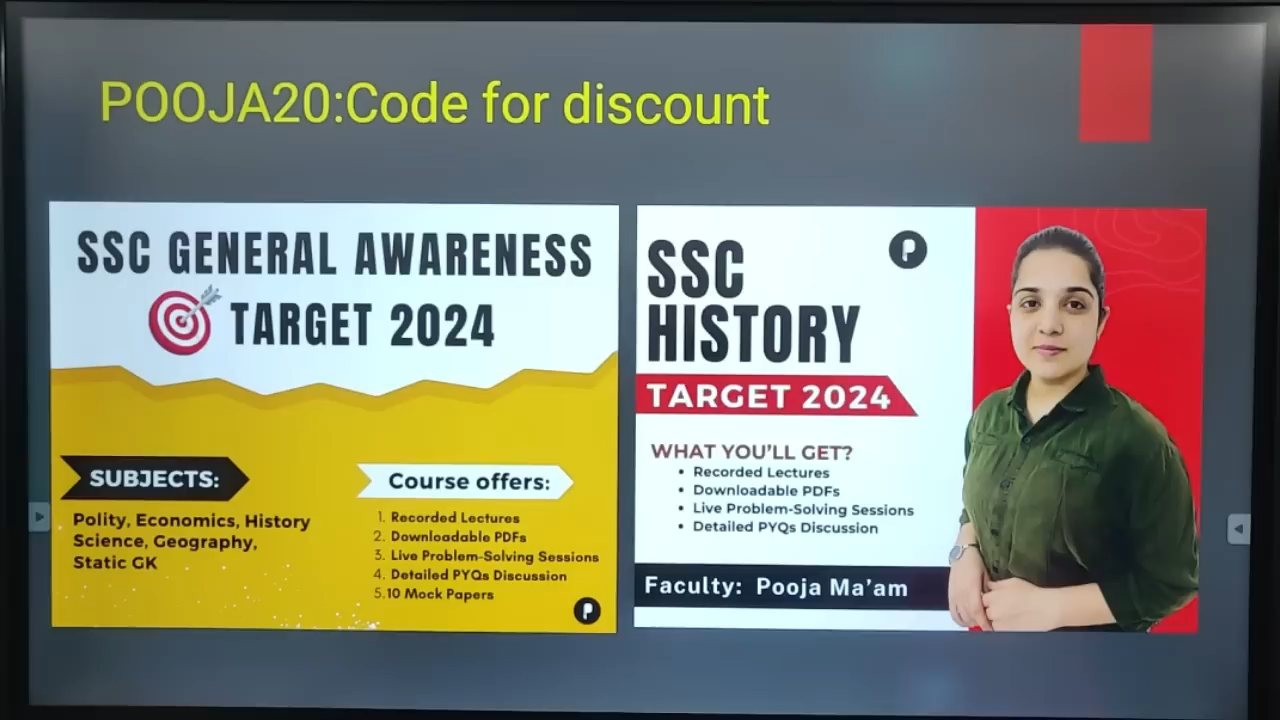 POOJA20:Code for discount
SSC GENERAL AWARENESS
TARGET 2024
SUBJECTS:
Polity, Economics, History
Science, Geography,
Static GK
Course offers:
1. Recorded Lectures
2. Downloadable PDFs
3. Live Problem-Solving Sessions
4. Detailed PYQs Discussion
5.10 Mock Papers
SSC
HISTORY
TARGET 2024
WHAT YOU'LL GET?
• Recorded Lectures
• Downloadable PDFs
• Live Problem-Solving Sessions
• Detailed PYQs Discussion
Faculty: Pooja Ma'am